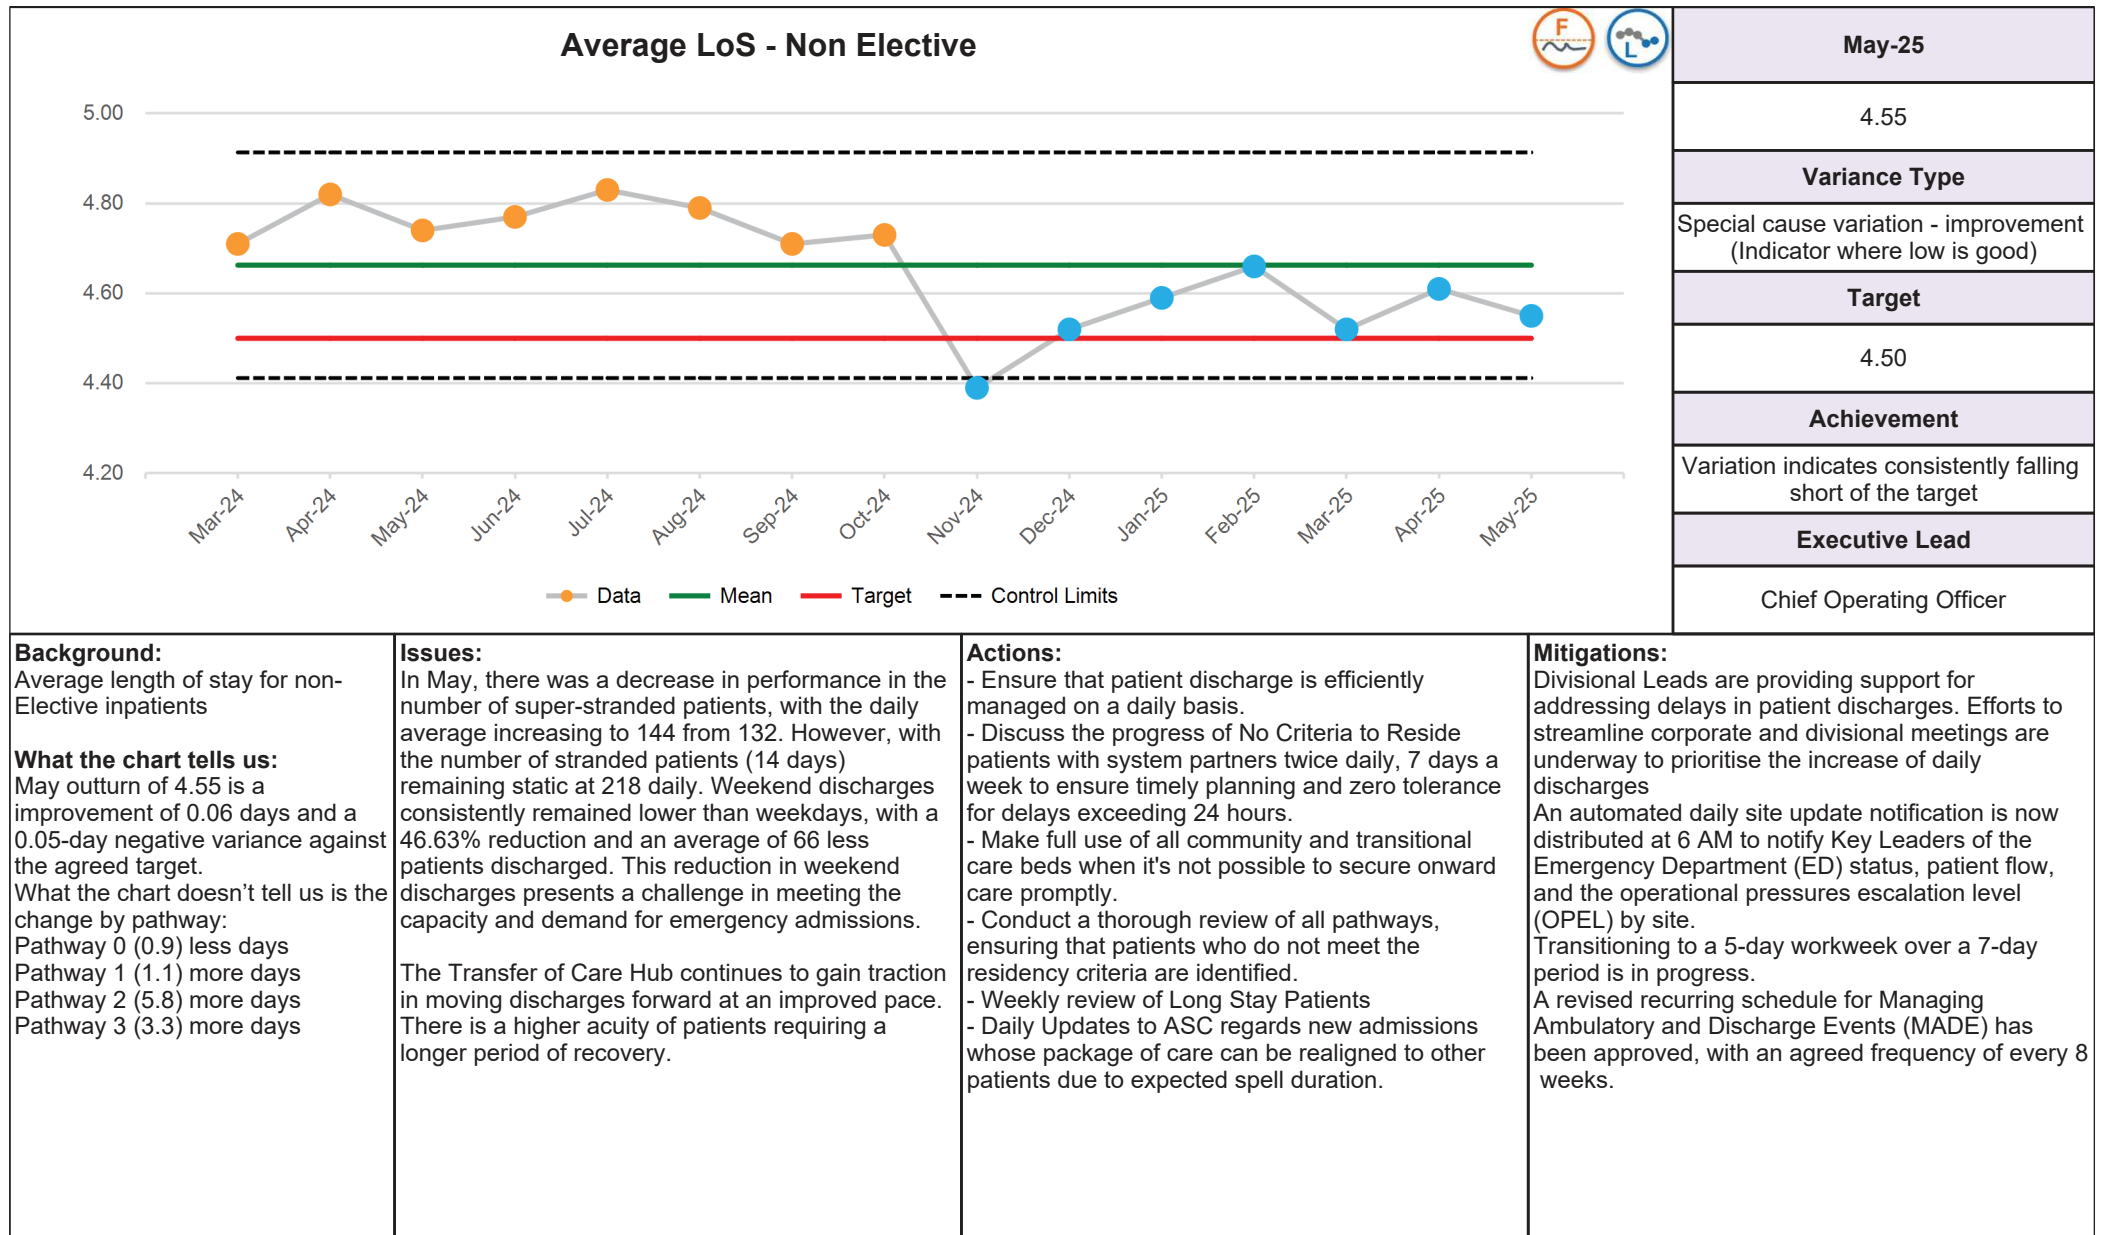 Average LoS - Non Elective
F
L
5.00
4.80
4.60
4.40
4.20
Mar-24
Apr-24
May-24
Jun-24
Jul-24
Aug-24
Sep-24
Oct-24
Nov-24
Dec-24
Jan-25
Feb-25
Mar-25
Apr-25
May-25
Data
Mean
Target
Control Limits
May-25
4.55
Variance Type
Special cause variation - improvement
(Indicator where low is good)
Target
4.50
Achievement
Variation indicates consistently falling
short of the target
Executive Lead
Chief Operating Officer
Background:
Average length of stay for non-
Elective inpatients
What the chart tells us:
May outturn of 4.55 is a
improvement of 0.06 days and a
0.05-day negative variance against
the agreed target.
What the chart doesn’t tell us is the
change by pathway:
Pathway 0 (0.9) less days
Pathway 1 (1.1) more days
Pathway 2 (5.8) more days
Pathway 3 (3.3) more days
Issues:
In May, there was a decrease in performance in the
number of super-stranded patients, with the daily
average increasing to 144 from 132. However, with
the number of stranded patients (14 days)
remaining static at 218 daily. Weekend discharges
consistently remained lower than weekdays, with a
46.63% reduction and an average of 66 less
patients discharged. This reduction in weekend
discharges presents a challenge in meeting the
capacity and demand for emergency admissions.
The Transfer of Care Hub continues to gain traction
in moving discharges forward at an improved pace.
There is a higher acuity of patients requiring a
longer period of recovery.
Actions:
- Ensure that patient discharge is efficiently
managed on a daily basis.
- Discuss the progress of No Criteria to Reside
patients with system partners twice daily, 7 days a
week to ensure timely planning and zero tolerance
for delays exceeding 24 hours.
- Make full use of all community and transitional
care beds when it's not possible to secure onward
care promptly.
- Conduct a thorough review of all pathways,
ensuring that patients who do not meet the
residency criteria are identified.
- Weekly review of Long Stay Patients
- Daily Updates to ASC regards new admissions
whose package of care can be realigned to other
patients due to expected spell duration.
Mitigations:
Divisional Leads are providing support for
addressing delays in patient discharges. Efforts to
streamline corporate and divisional meetings are
underway to prioritise the increase of daily
discharges
An automated daily site update notification is now
distributed at 6 AM to notify Key Leaders of the
Emergency Department (ED) status, patient flow,
and the operational pressures escalation level
(OPEL) by site.
Transitioning to a 5-day workweek over a 7-day
period is in progress.
A revised recurring schedule for Managing
Ambulatory and Discharge Events (MADE) has
been approved, with an agreed frequency of every 8
weeks.